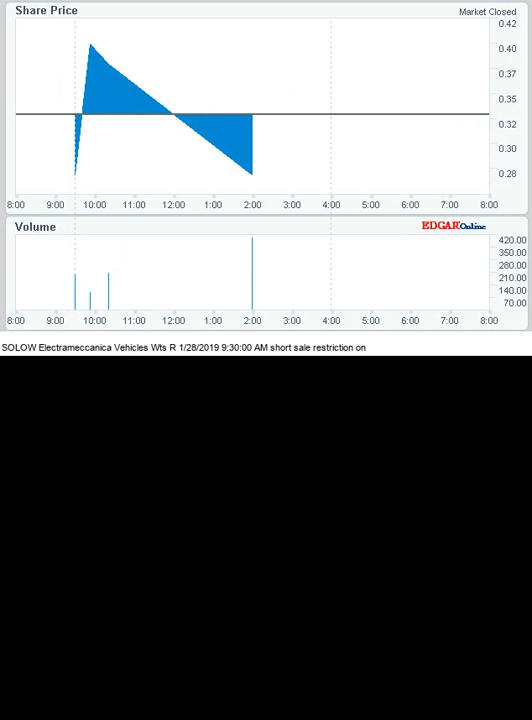 Share Price Market Closed
0.42
0.40
0.37
0.35
0.32
0.30
0.28
8:00 9:00 10:00 11:00 12:00 1:00 2:00 3:00 4:00 5:00 6:00 7:00 8:00
Volume EDGAR Online
420.00
350.00
280.00
210.00
140.00
70.00
8:00 9:00 10:00 11:00 12:00 1:00 2:00 3:00 4:00 5:00 6:00 7:00 8:00
SOLOW Electrameccanica Vehicles Wts R 1/28/2019 9:30:00 AM short sale restriction on